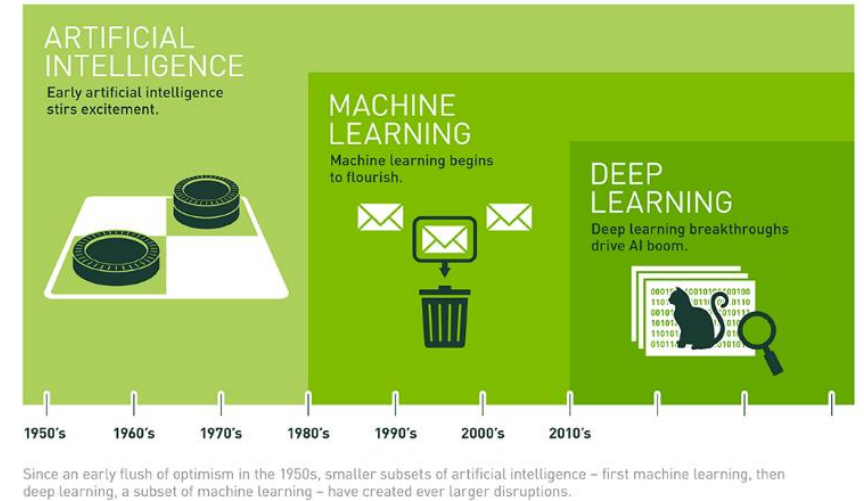 ARTIFICIAL
INTELLIGENCE
Early artificial intelligence
stirs excitement.
MACHINE
LEARNING
Machine learning begins
to flourish.
DEEP
LEARNING
Deep learning breakthroughs
drive AI boom.
1950's 1960's 1970's 1980's 1990's 2000's 2010's
Since an early flush of optimism in the 1950s, smaller subsets of artificial intelligence – first machine learning, then
deep learning, a subset of machine learning – have created ever larger disruptions.